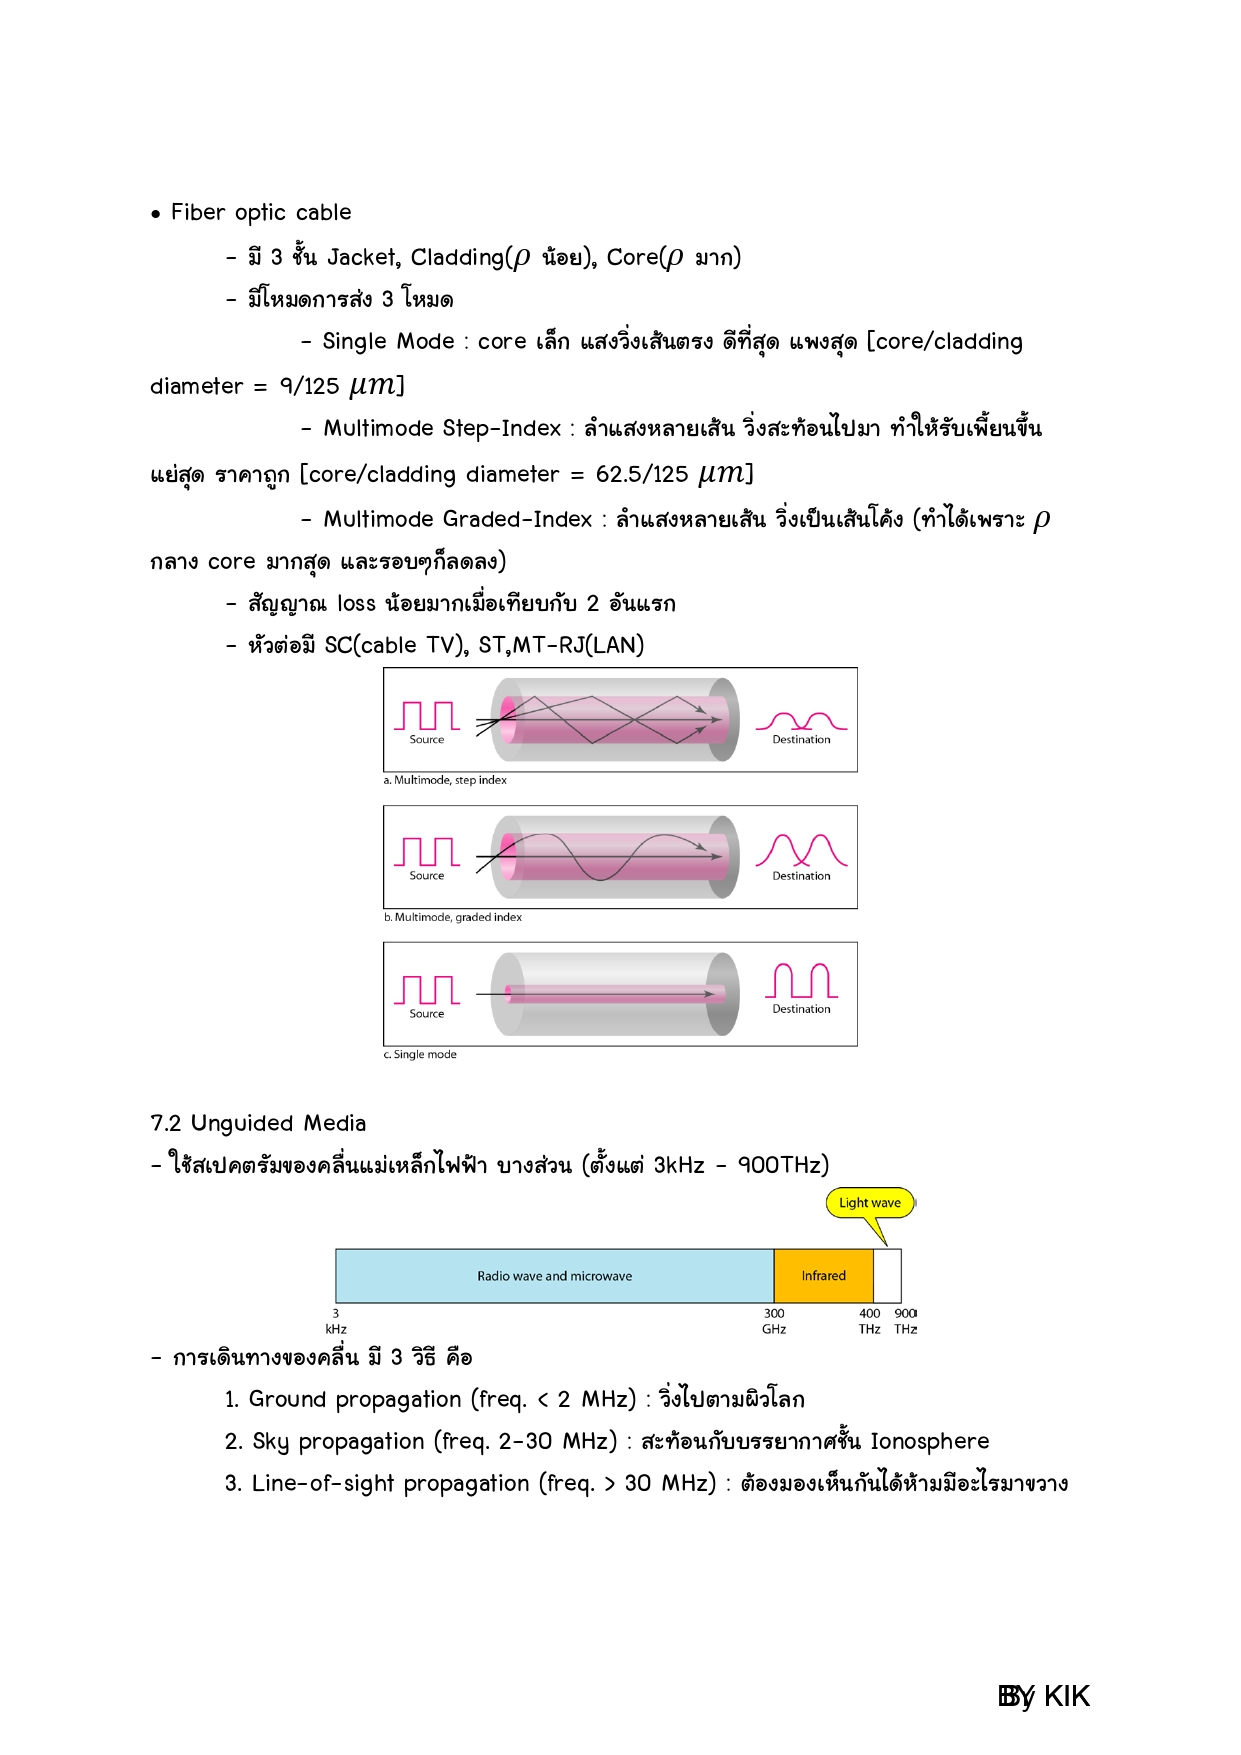 • Fiber optic cable
- มี 3 ชั้น Jacket, Cladding(ρ น้อย), Core(ρ มาก)
- มีโหมดการส่ง 3 โหมด
- Single Mode : core เล็ก แสงวิ่งเส้นตรง ดีที่สุด แพงสุด [core/cladding
diameter = 9/125 μm]
- Multimode Step-Index : ลำแสงหลายเส้น วิ่งสะท้อนไปมา ทำให้รับเพี้ยนขึ้น
แย่สุด ราคาถูก [core/cladding diameter = 62.5/125 μm]
- Multimode Graded-Index : ลำแสงหลายเส้น วิ่งเป็นเส้นโค้ง (ทำได้เพราะ ρ
กลาง core มากสุด และรอบๆก็ลดลง)
- สัญญาณ loss น้อยมากเมื่อเทียบกับ 2 อันแรก
- หัวต่อมี SC(cable TV), ST,MT-RJ(LAN)
Source Destination
a. Multimode, step index
Source Destination
b. Multimode, graded index
Source Destination
c. Single mode
7.2 Unguided Media
- ใช้สเปคตรัมของคลื่นแม่เหล็กไฟฟ้า บางส่วน (ตั้งแต่ 3kHz - 900THz)
Light wave
Radio wave and microwave Infrared
3 300 400 900
kHz GHz THz THz
- การเดินทางของคลื่น มี 3 วิธี คือ
1. Ground propagation (freq. < 2 MHz) : วิ่งไปตามผิวโลก
2. Sky propagation (freq. 2-30 MHz) : สะท้อนกับบรรยากาศชั้น Ionosphere
3. Line-of-sight propagation (freq. > 30 MHz) : ต้องมองเห็นกันได้ห้ามมีอะไรมาขวาง
BY KIK